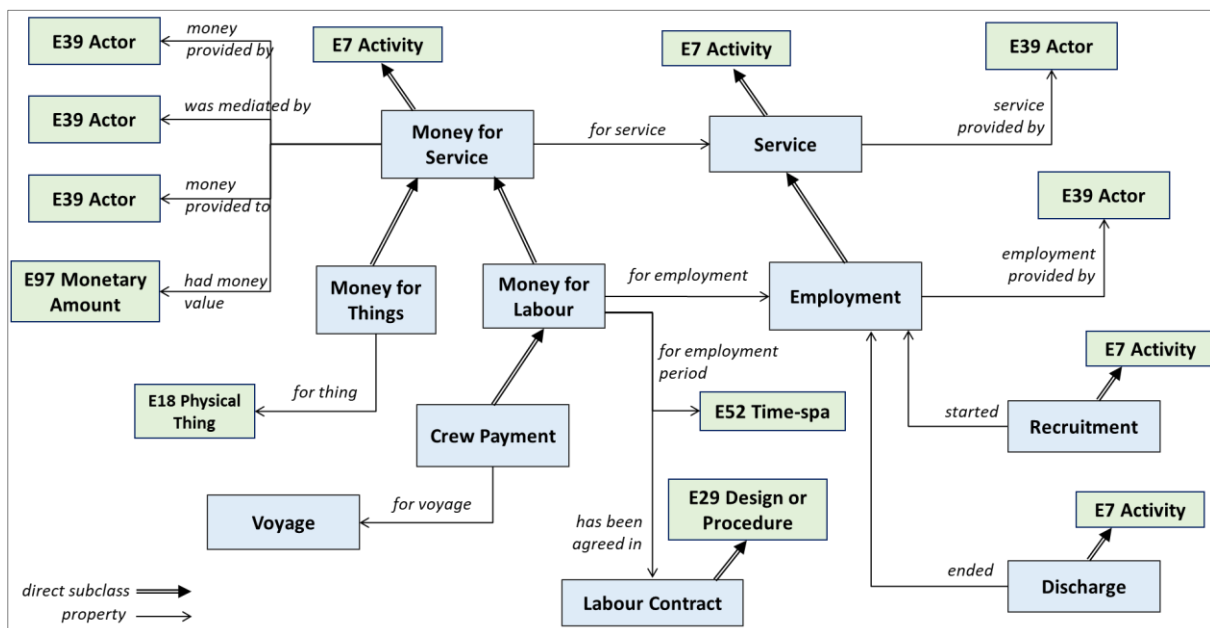 E39 Actor
money
provided by
E7 Activity
E7 Activity
E39 Actor
E39 Actor
was mediated by
Money for
Service
for service
Service
service
provided by
E39 Actor
money
provided to
E39 Actor
E97 Monetary
Amount
had money
value
Money for
Things
Money for
Labour
for employment
Employment
employment
provided by
E18 Physical
Thing
for thing
for employment
period
E7 Activity
Crew Payment
E52 Time-spa
started
Recruitment
Voyage
for voyage
E29 Design or
Procedure
has been
agreed in
E7 Activity
direct subclass
property
Labour Contract
ended
Discharge